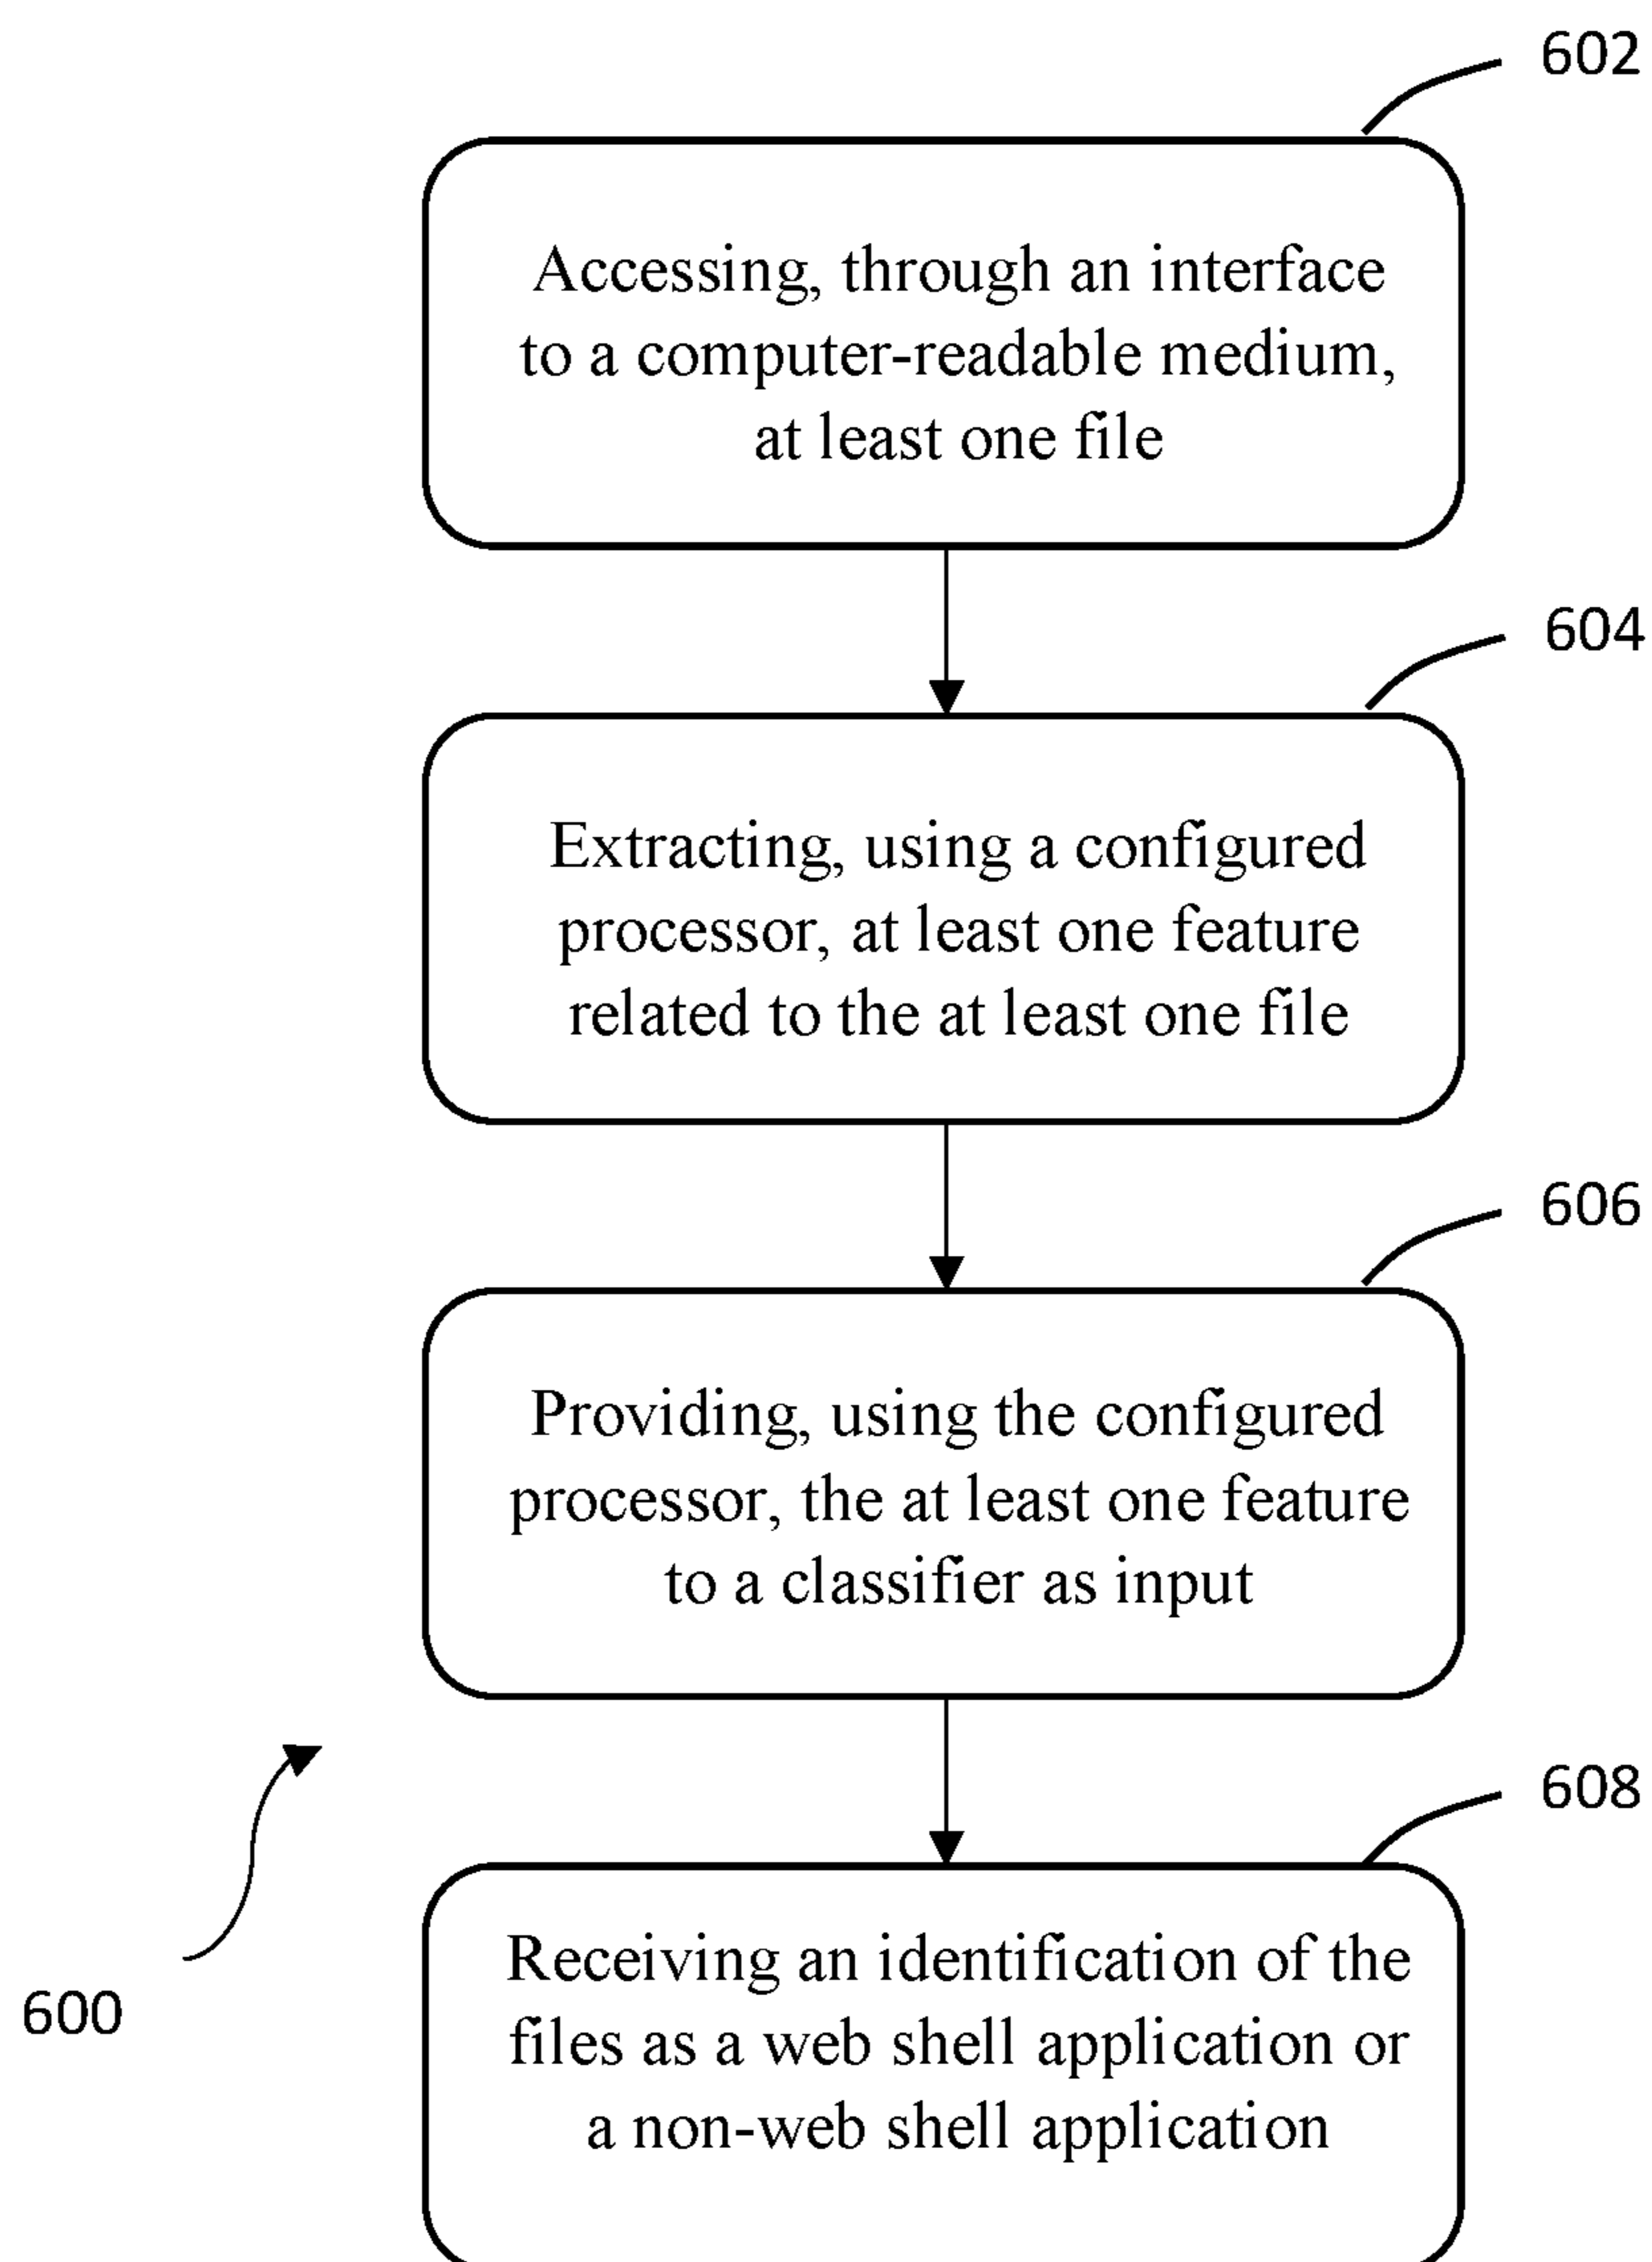 602
Accessing, through an interface
to a computer-readable medium,
at least one file
604
Extracting, using a configured
processor, at least one feature
related to the at least one file
606
Providing, using the configured
processor, the at least one feature
to a classifier as input
608
Receiving an identification of the
files as a web shell application or
a non-web shell application
600